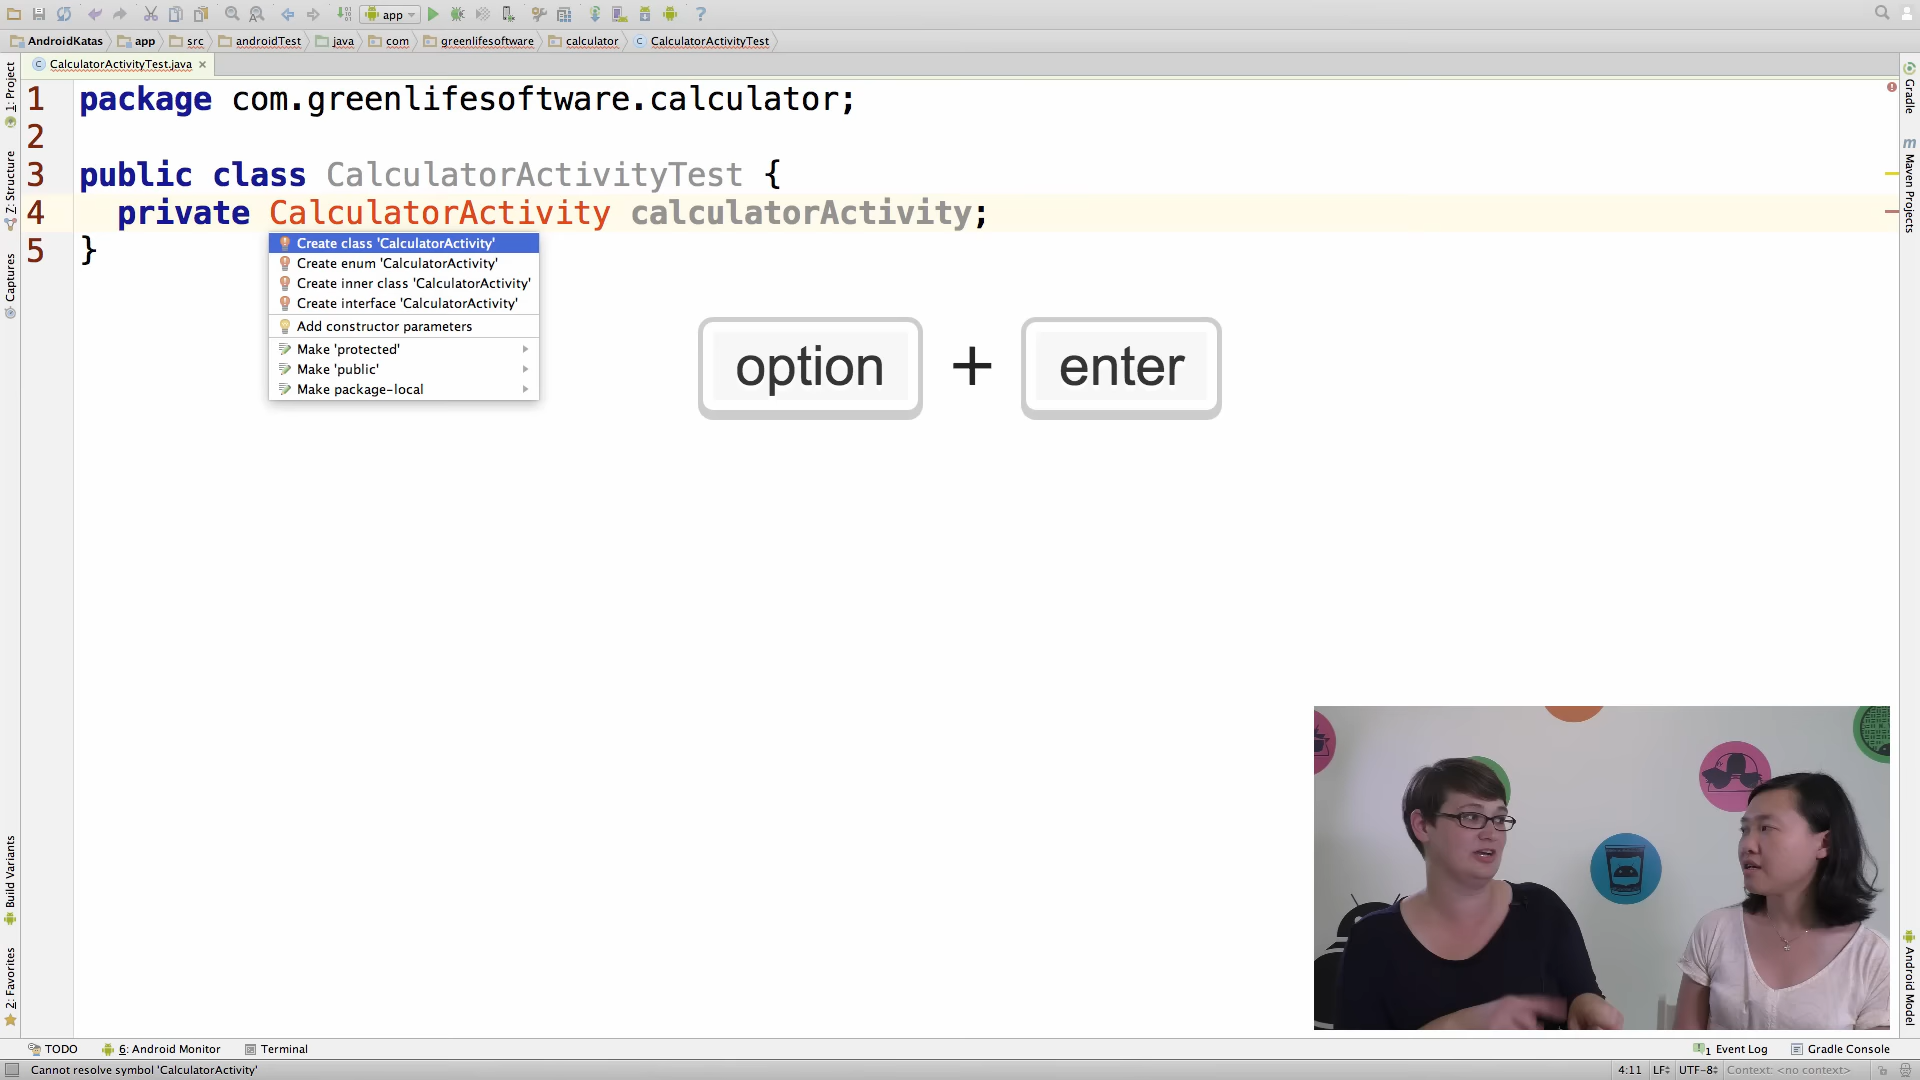 app
AndroidKatas
app
src
androidTest
java
com
greenlifesoftware
calculator
CalculatorActivityTest
CalculatorActivityTest.java
1: Project
Z: Structure
Captures
Build Variants
2: Favorites
1 package com.greenlifesoftware.calculator;
2
3 public class CalculatorActivityTest {
4 private CalculatorActivity calculatorActivity;
5 }
Create class 'CalculatorActivity'
Create enum 'CalculatorActivity'
Create inner class 'CalculatorActivity'
Create interface 'CalculatorActivity'
Add constructor parameters
Make 'protected'
Make 'public'
Make package-local
option + enter
Gradle
m Maven Projects
Android Model
TODO
6: Android Monitor
Terminal
1 Event Log
Gradle Console
Cannot resolve symbol 'CalculatorActivity'
4:11 LF UTF-8 Context: <no context>